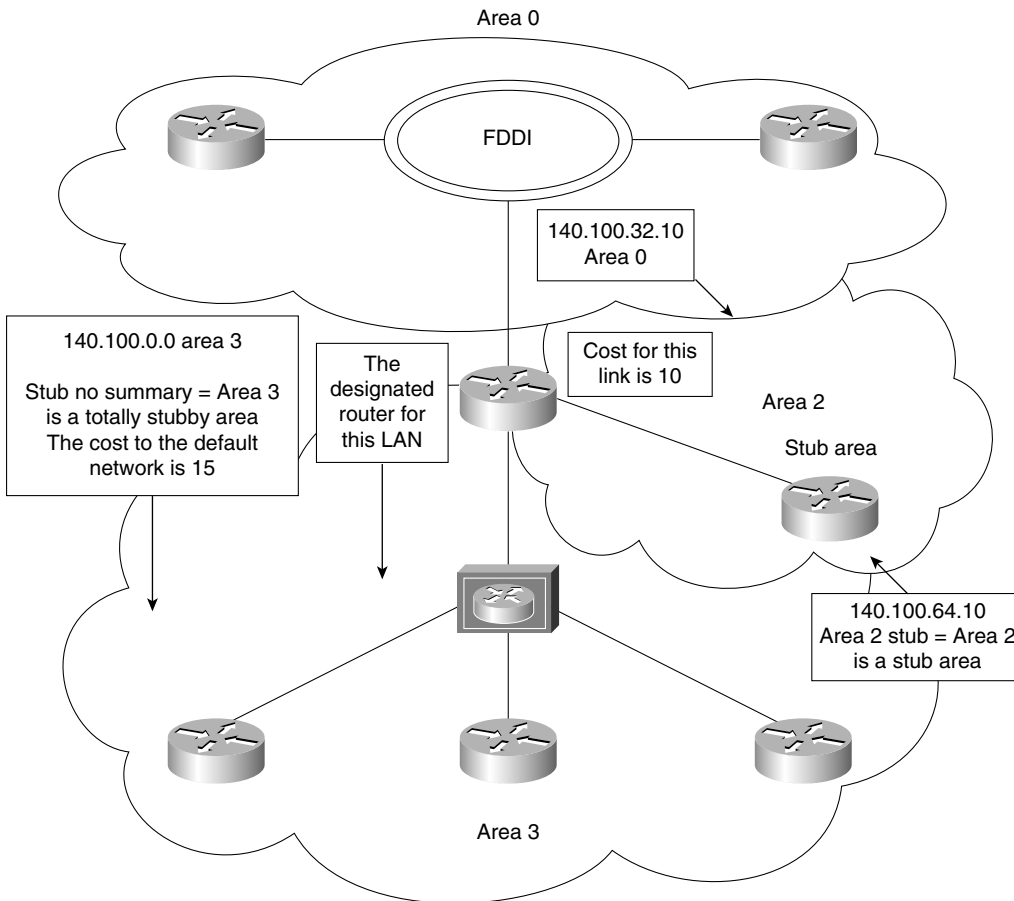 Area 0
FDDI
140.100.32.10
Area 0
140.100.0.0 area 3
Stub no summary = Area 3
is a totally stubby area
The cost to the default
network is 15
The
designated
router for
this LAN
Cost for this
link is 10
Area 2
Stub area
140.100.64.10
Area 2 stub = Area 2
is a stub area
Area 3